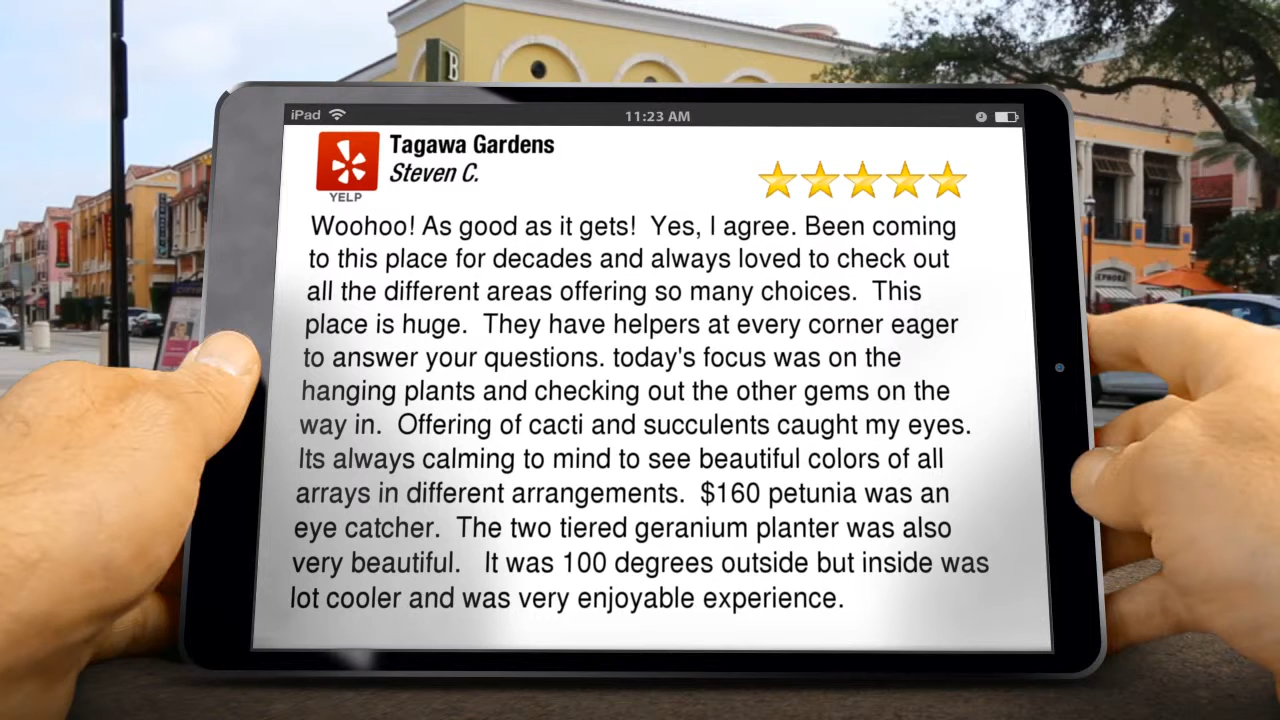 B
iPad
11:23 AM
Tagawa Gardens
Steven C.
YELP
Woohoo! As good as it gets!  Yes, I agree. Been coming
to this place for decades and always loved to check out
all the different areas offering so many choices.  This
place is huge.  They have helpers at every corner eager
to answer your questions. today's focus was on the
hanging plants and checking out the other gems on the
way in.  Offering of cacti and succulents caught my eyes.
Its always calming to mind to see beautiful colors of all
arrays in different arrangements.  $160 petunia was an
eye catcher.  The two tiered geranium planter was also
very beautiful.   It was 100 degrees outside but inside was
lot cooler and was very enjoyable experience.
SEPHORA